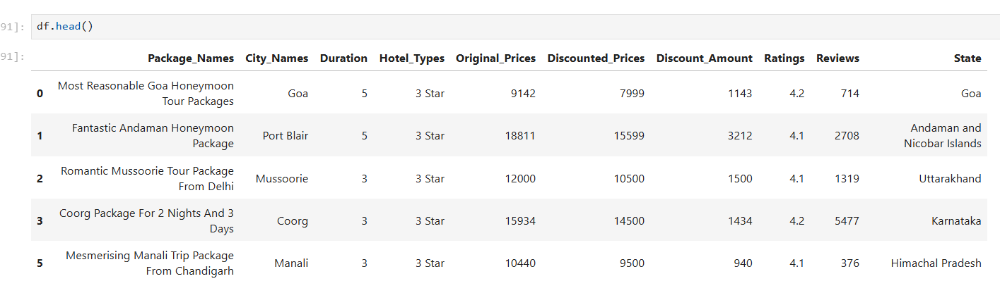 91]: df.head()
91]:
Package_Names City_Names Duration Hotel_Types Original_Prices Discounted_Prices Discount_Amount Ratings Reviews State
0 Most Reasonable Goa Honeymoon Tour Packages Goa 5 3 Star 9142 7999 1143 4.2 714 Goa
1 Fantastic Andaman Honeymoon Package Port Blair 5 3 Star 18811 15599 3212 4.1 2708 Andaman and Nicobar Islands
2 Romantic Mussoorie Tour Package From Delhi Mussoorie 3 3 Star 12000 10500 1500 4.1 1319 Uttarakhand
3 Coorg Package For 2 Nights And 3 Days Coorg 3 3 Star 15934 14500 1434 4.2 5477 Karnataka
5 Mesmerising Manali Trip Package From Chandigarh Manali 3 3 Star 10440 9500 940 4.1 376 Himachal Pradesh